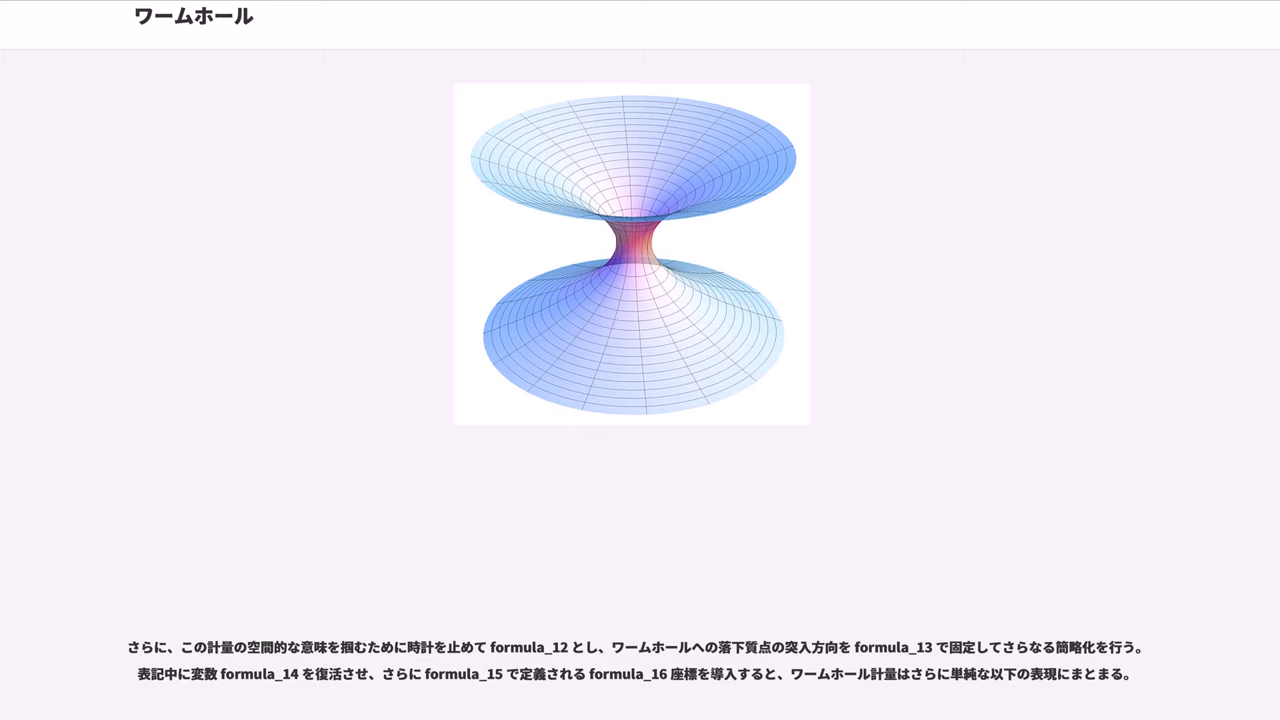 ワームホール
さらに、この計量の空間的な意味を掴むために時計を止めて formula_12 とし、ワームホールへの落下質点の突入方向を formula_13 で固定してさらなる簡略化を行う。
表記中に変数 formula_14 を復活させ、さらに formula_15 で定義される formula_16 座標を導入すると、ワームホール計量はさらに単純な以下の表現にまとまる。